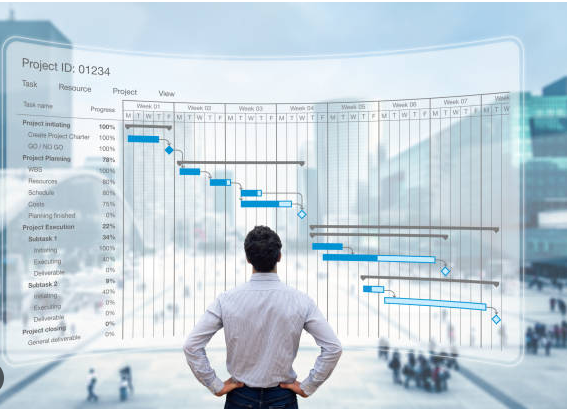 Project ID: 01234
Task Resource Project View
Task name Progress Week 01 Week 02 Week 03 Week 04 Week 05 Week 06 Week 07 Week
M T W T F M T W T F M T W T F M T W T F M T W T F M T W T F M T W T F M T W
Project initiating 100%
Create Project Charter 100%
GO / NO GO 100%
Project Planning 78%
WBS 100%
Resources 80%
Schedule
Costs 75%
Planning finished 0%
Project Execution 22%
Subtask 1 34%
Initiating 100%
Executing 40%
Deliverable 0%
Subtask 2 9%
Initiating 40%
Executing 0%
Deliverable 0%
Project closing 0%
General deliverable 0%